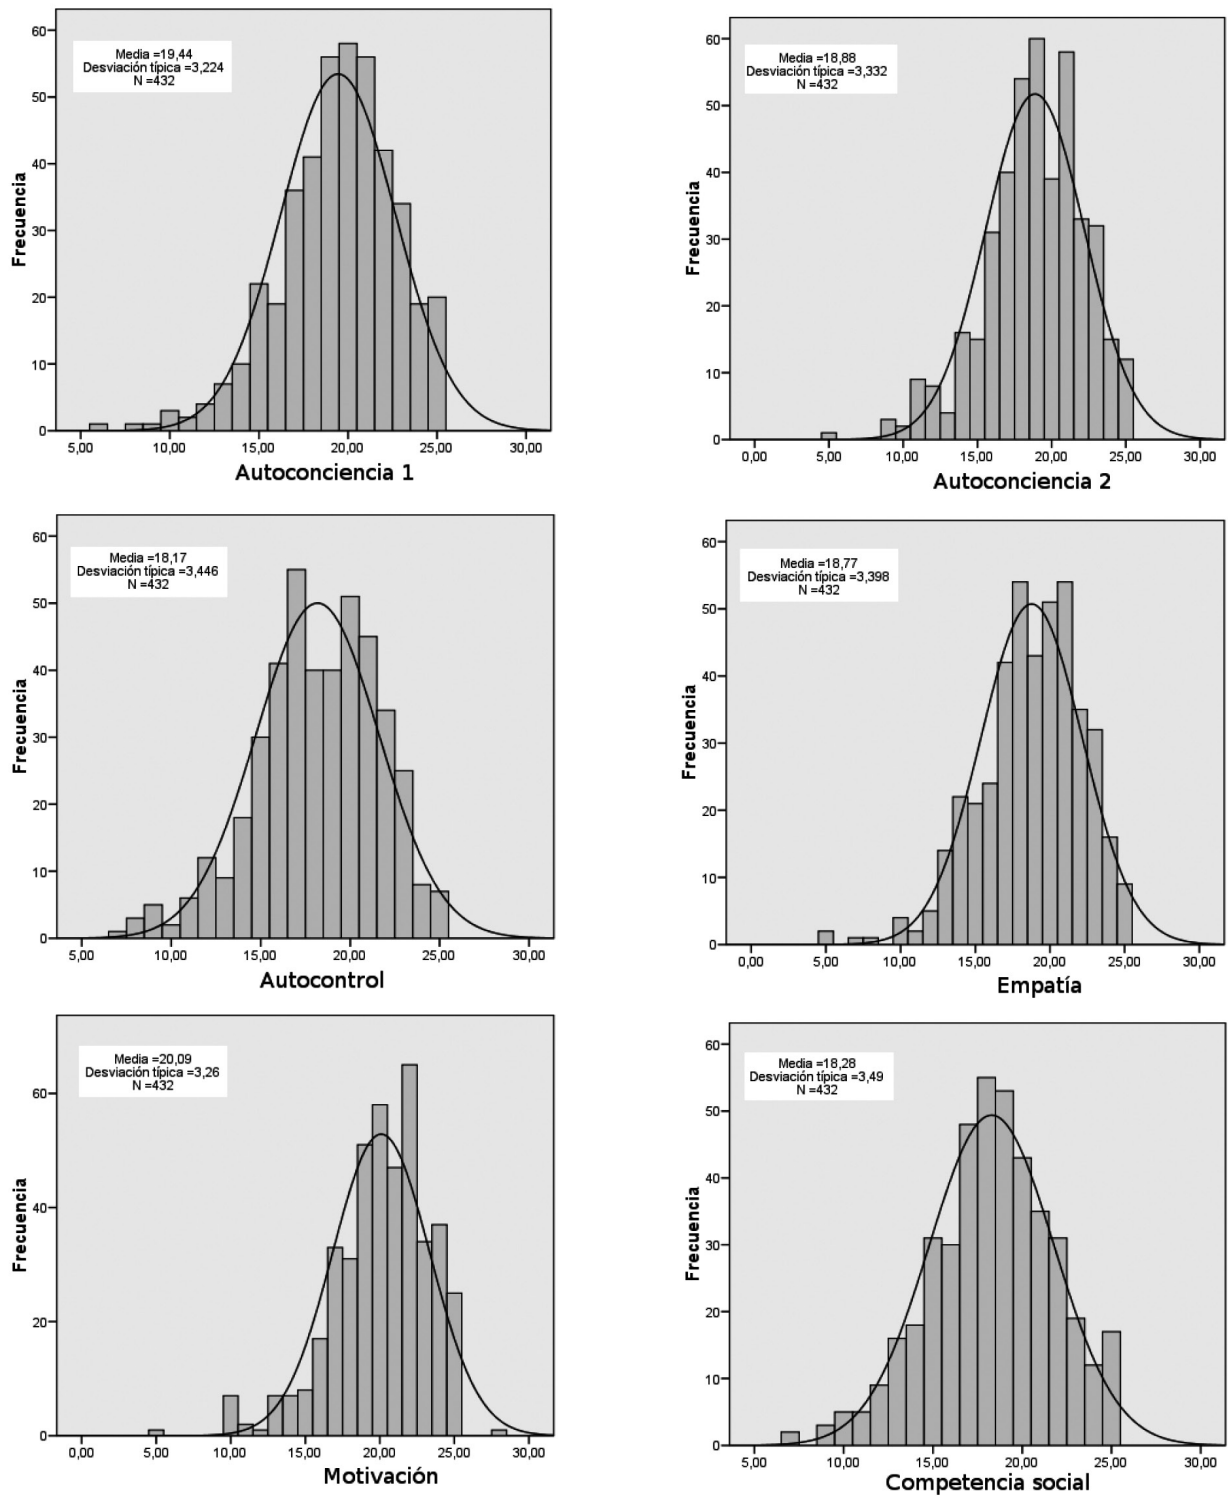 Media =19,44
Desviación típica =3,224
N =432
Frecuencia
60
50
40
30
20
10
0
5,00 10,00 15,00 20,00 25,00 30,00
Autoconciencia 1
Media =18,88
Desviación típica =3,332
N =432
Frecuencia
60
50
40
30
20
10
0
0,00 5,00 10,00 15,00 20,00 25,00 30,00
Autoconciencia 2
Media =18,17
Desviación típica =3,446
N =432
Frecuencia
60
50
40
30
20
10
0
5,00 10,00 15,00 20,00 25,00 30,00
Autocontrol
Media =18,77
Desviación típica =3,398
N =432
Frecuencia
60
50
40
30
20
10
0
0,00 5,00 10,00 15,00 20,00 25,00 30,00
Empatía
Media =20,09
Desviación típica =3,26
N =432
Frecuencia
60
40
20
0
0,00 5,00 10,00 15,00 20,00 25,00 30,00
Motivación
Media =18,28
Desviación típica =3,49
N =432
Frecuencia
60
50
40
30
20
10
0
5,00 10,00 15,00 20,00 25,00 30,00
Competencia social